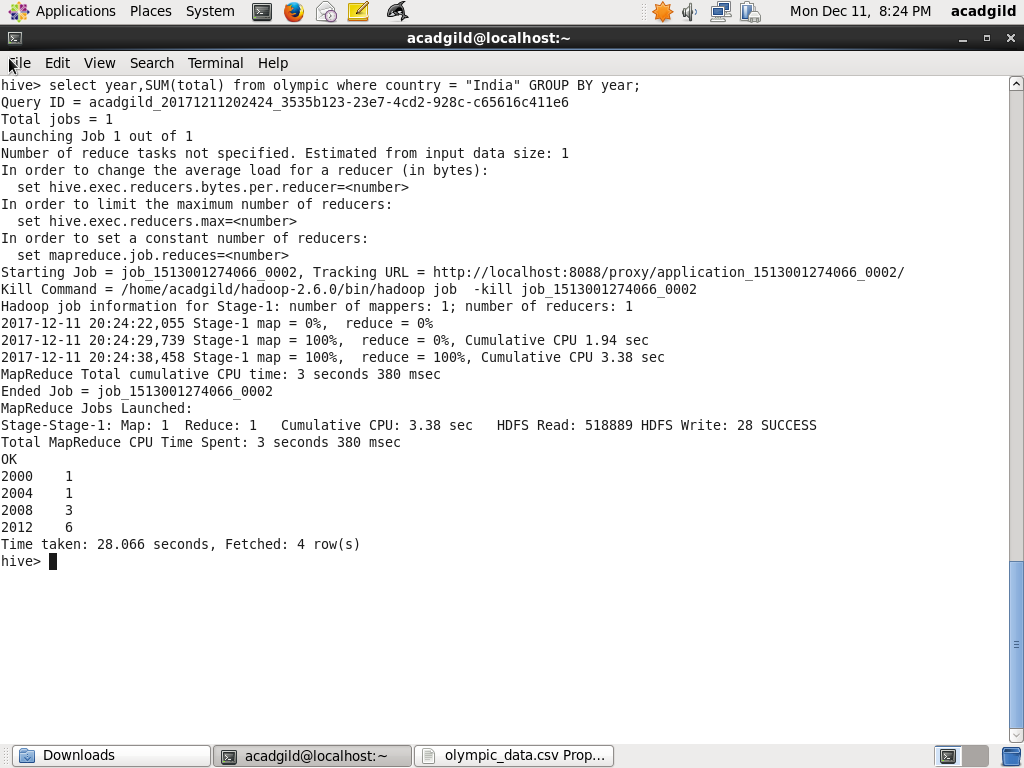 Applications Places System Mon Dec 11, 8:24 PM acadgild
acadgild@localhost:~
File Edit View Search Terminal Help
hive> select year,SUM(total) from olympic where country = "India" GROUP BY year;
Query ID = acadgild_20171211202424_3535b123-23e7-4cd2-928c-c65616c411e6
Total jobs = 1
Launching Job 1 out of 1
Number of reduce tasks not specified. Estimated from input data size: 1
In order to change the average load for a reducer (in bytes):
  set hive.exec.reducers.bytes.per.reducer=<number>
In order to limit the maximum number of reducers:
  set hive.exec.reducers.max=<number>
In order to set a constant number of reducers:
  set mapreduce.job.reduces=<number>
Starting Job = job_1513001274066_0002, Tracking URL = http://localhost:8088/proxy/application_1513001274066_0002/
Kill Command = /home/acadgild/hadoop-2.6.0/bin/hadoop job  -kill job_1513001274066_0002
Hadoop job information for Stage-1: number of mappers: 1; number of reducers: 1
2017-12-11 20:24:22,055 Stage-1 map = 0%,  reduce = 0%
2017-12-11 20:24:29,739 Stage-1 map = 100%,  reduce = 0%, Cumulative CPU 1.94 sec
2017-12-11 20:24:38,458 Stage-1 map = 100%,  reduce = 100%, Cumulative CPU 3.38 sec
MapReduce Total cumulative CPU time: 3 seconds 380 msec
Ended Job = job_1513001274066_0002
MapReduce Jobs Launched:
Stage-Stage-1: Map: 1  Reduce: 1   Cumulative CPU: 3.38 sec   HDFS Read: 518889 HDFS Write: 28 SUCCESS
Total MapReduce CPU Time Spent: 3 seconds 380 msec
OK
2000    1
2004    1
2008    3
2012    6
Time taken: 28.066 seconds, Fetched: 4 row(s)
hive>
Downloads acadgild@localhost:~ olympic_data.csv Prop...